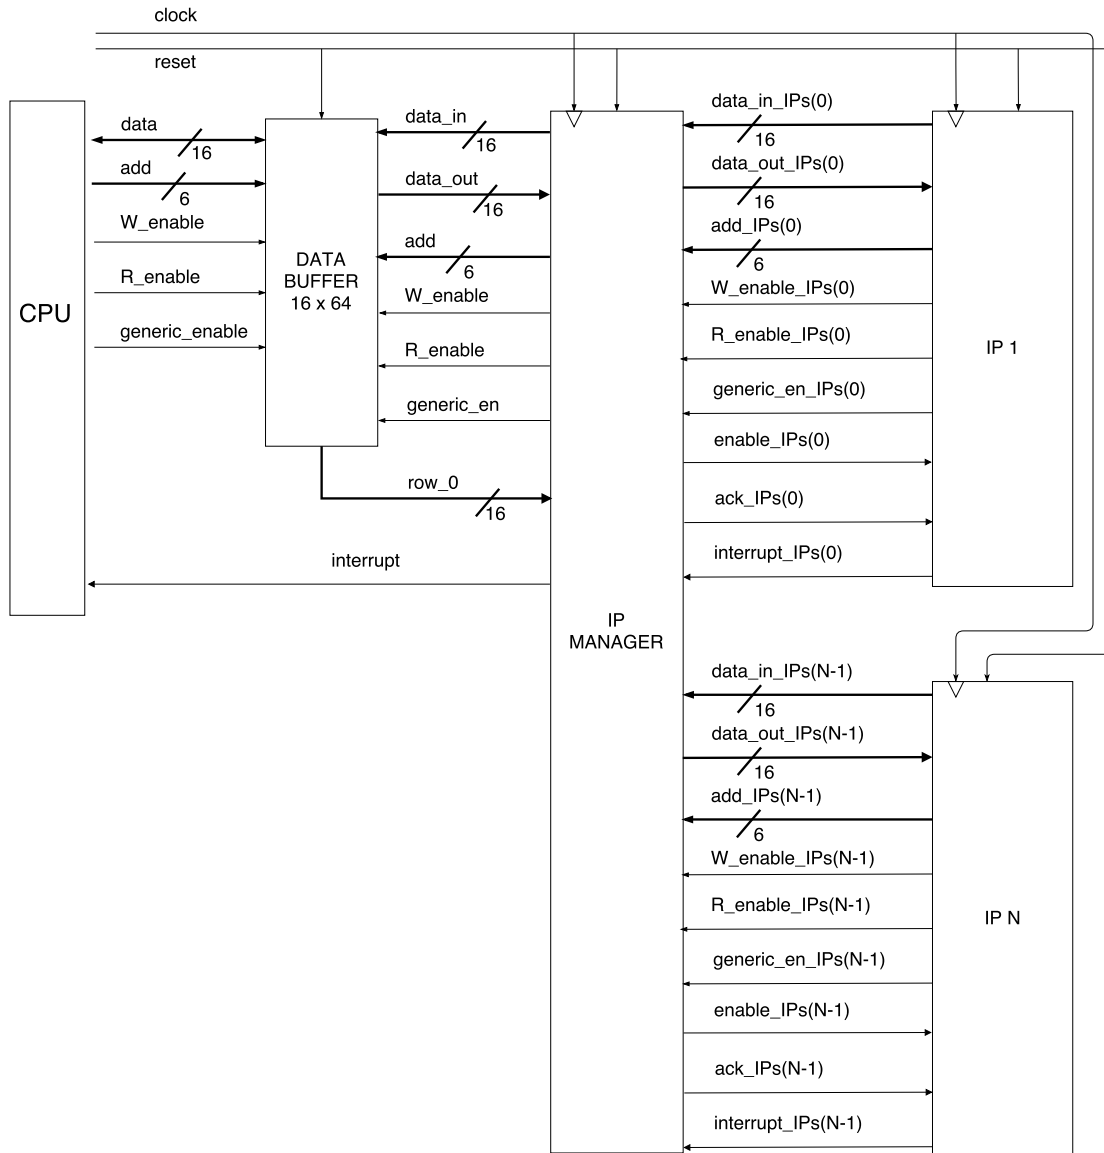 clock
reset
CPU
data
16
add
6
W_enable
R_enable
generic_enable
DATA
BUFFER
16 x 64
data_in
16
data_out
16
add
6
W_enable
R_enable
generic_en
row_0
16
interrupt
IP
MANAGER
data_in_IPs(0)
16
data_out_IPs(0)
16
add_IPs(0)
6
W_enable_IPs(0)
R_enable_IPs(0)
generic_en_IPs(0)
enable_IPs(0)
ack_IPs(0)
interrupt_IPs(0)
IP 1
data_in_IPs(N-1)
16
data_out_IPs(N-1)
16
add_IPs(N-1)
6
W_enable_IPs(N-1)
R_enable_IPs(N-1)
generic_en_IPs(N-1)
enable_IPs(N-1)
ack_IPs(N-1)
interrupt_IPs(N-1)
IP N